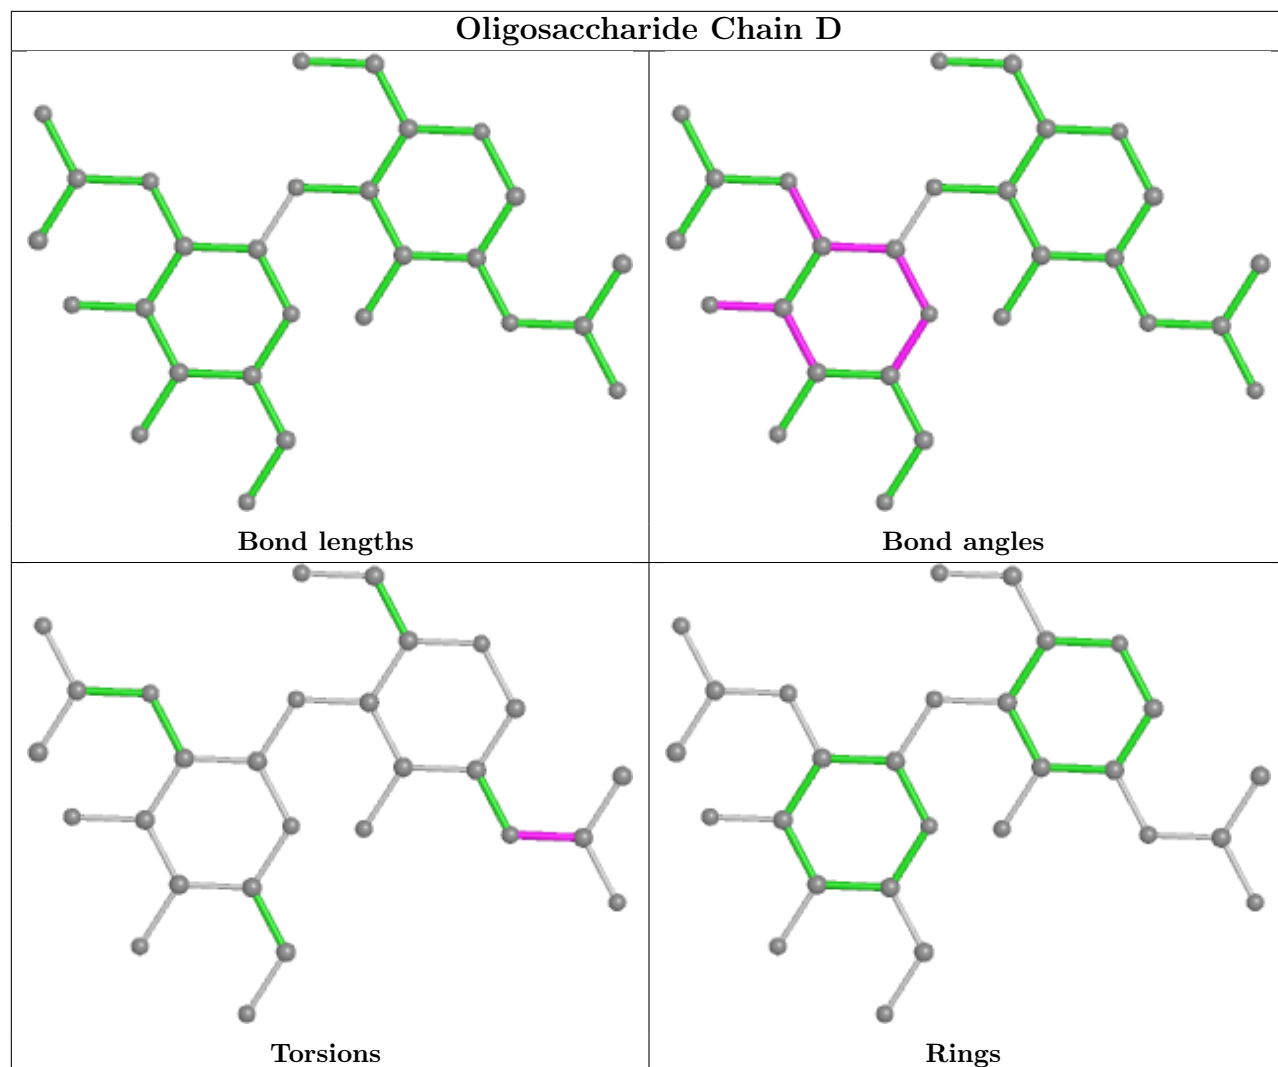 Oligosaccharide Chain D
Bond lengths
Bond angles
Torsions
Rings